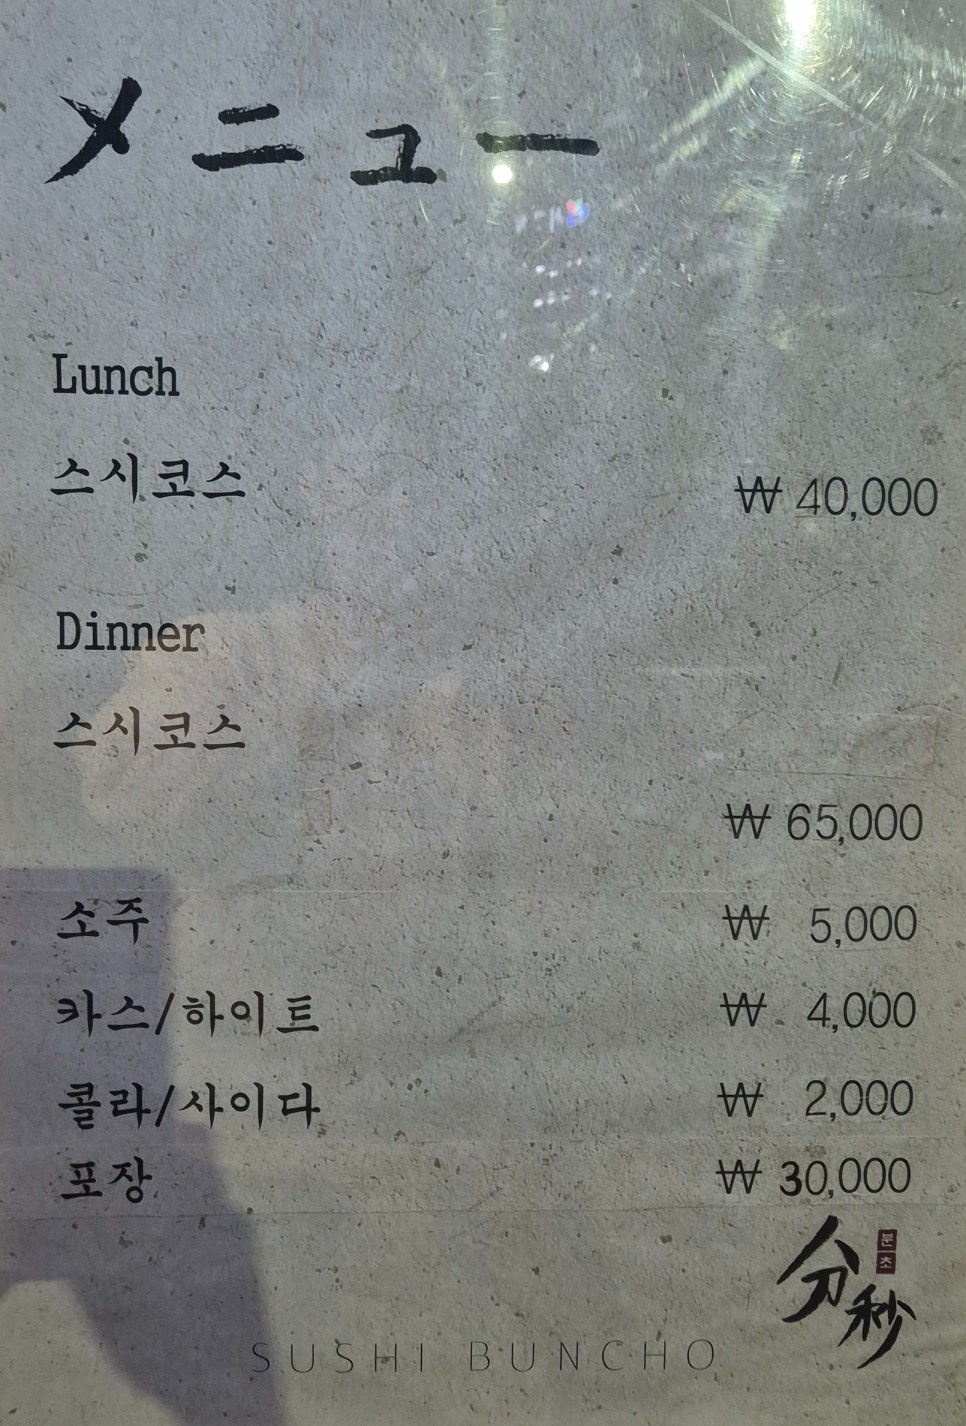 メニュー
Lunch
스시코스 ₩ 40,000
Dinner
스시코스
₩ 65,000
소주 ₩ 5,000
카스/하이트 ₩ 4,000
콜라/사이다 ₩ 2,000
포장 ₩ 30,000
分秒
분초
SUSHI BUNCHO